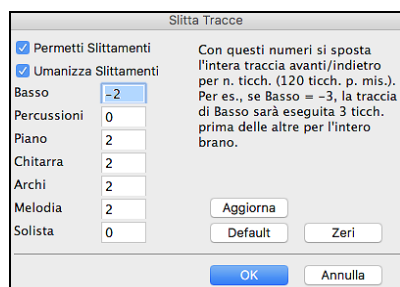 Slitta Tracce
Permetti Slittamenti
Umanizza Slittamenti
Basso -2
Percussioni 0
Piano 2
Chitarra 2
Archi 2
Melodia 2
Solista 0
Con questi numeri si sposta
l'intera traccia avanti/indietro
per n. ticch. (120 ticch. p. mis.).
Per es., se Basso = -3, la traccia
di Basso sarà eseguita 3 ticch.
prima delle altre per l'intero
brano.
Aggiorna
Default Zeri
OK Annulla